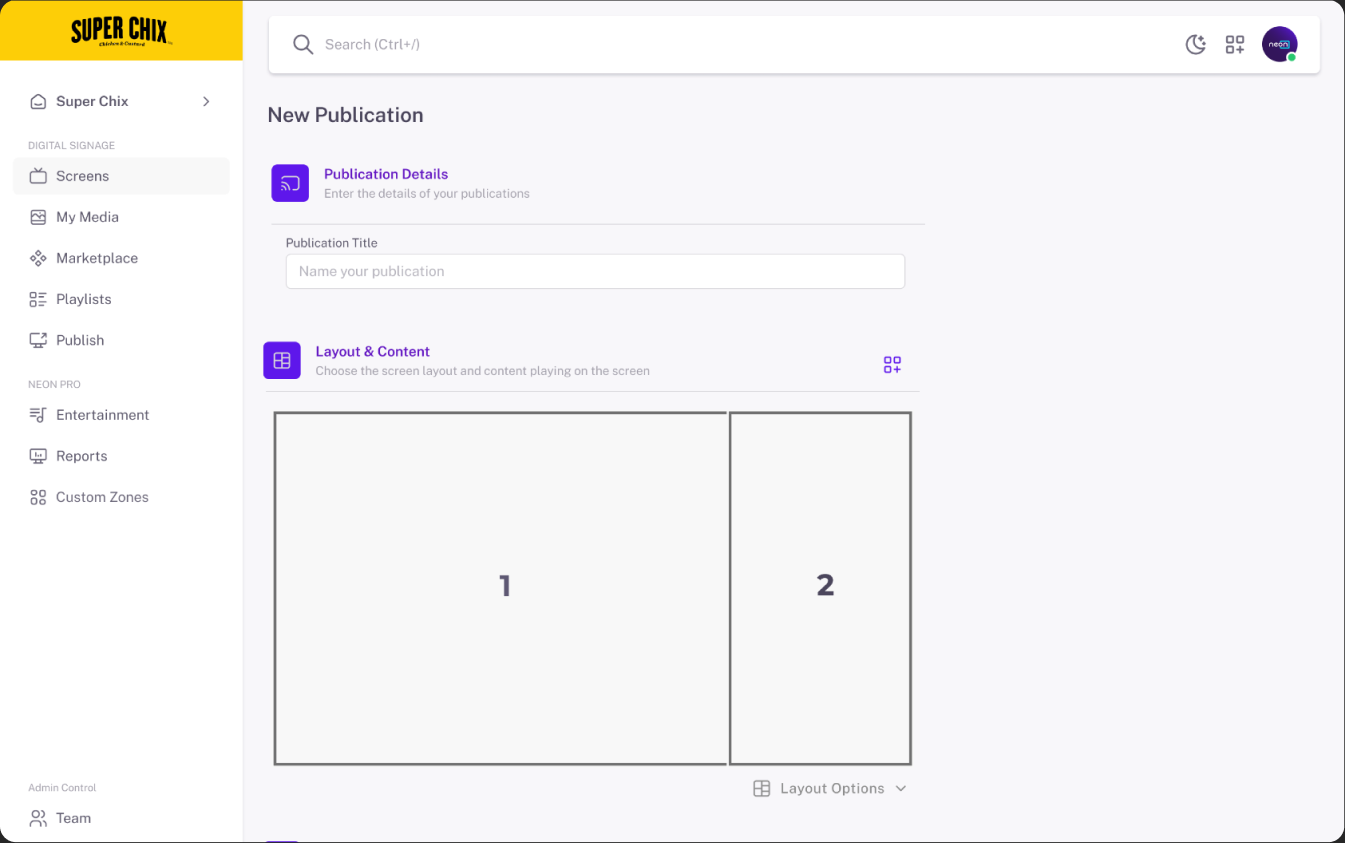 SUPER CHIX
Chicken & Custard
Search (Ctrl+/)
neon
Super Chix
DIGITAL SIGNAGE
Screens
My Media
Marketplace
Playlists
Publish
NEON PRO
Entertainment
Reports
Custom Zones
Admin Control
Team
New Publication
Publication Details
Enter the details of your publications
Publication Title
Name your publication
Layout & Content
Choose the screen layout and content playing on the screen
1
2
Layout Options